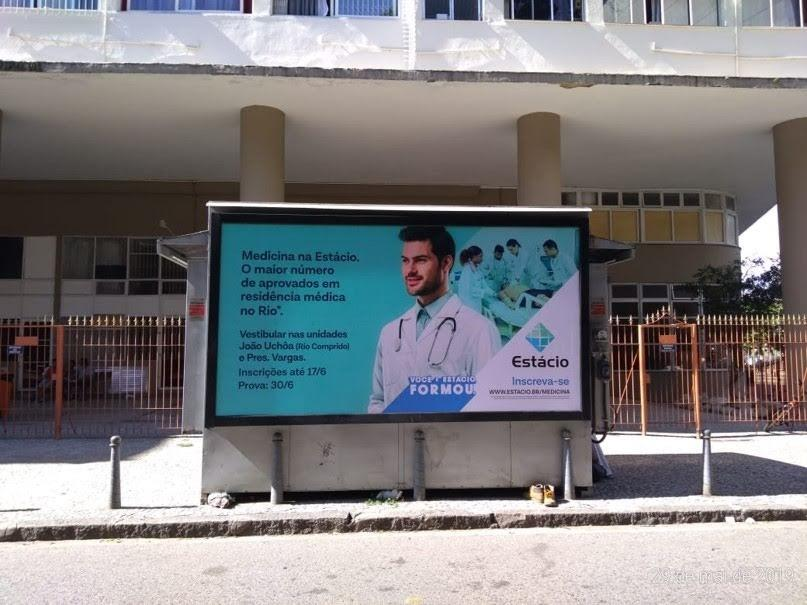 Medicina na Estácio.
O maior número
de aprovados em
residência médica
no Rio*.
Vestibular nas unidades
João Uchôa (Rio Comprido)
e Pres. Vargas.
Inscrições até 17/6
Prova: 30/6
VOCÊ + ESTÁCIO
FORMOU!
Estácio
Inscreva-se
WWW.ESTACIO.BR/MEDICINA
29 de mai de 2019